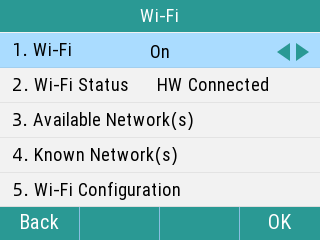 Wi-Fi
1. Wi-Fi On
2. Wi-Fi Status HW Connected
3. Available Network(s)
4. Known Network(s)
5. Wi-Fi Configuration
Back OK